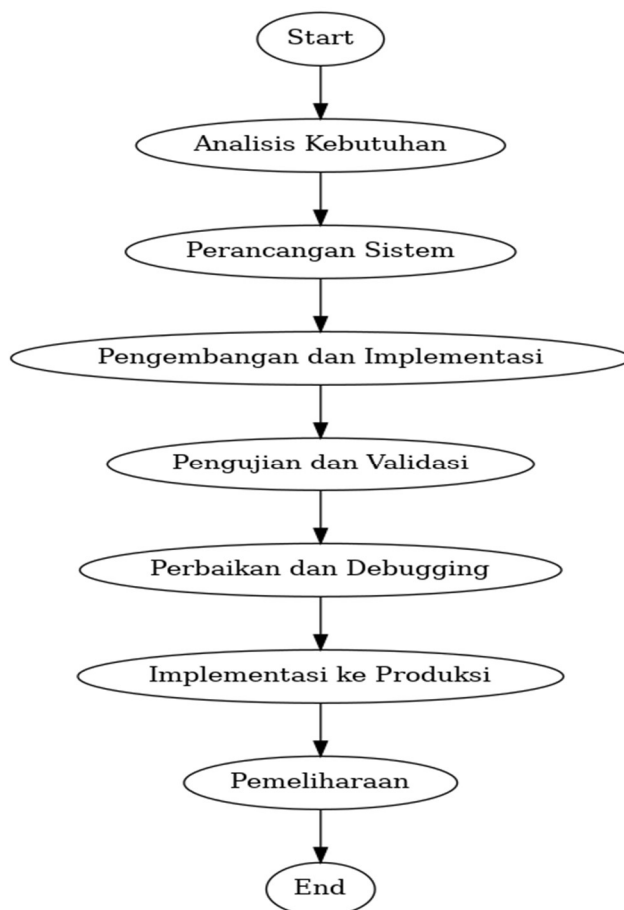 Start
Analisis Kebutuhan
Perancangan Sistem
Pengembangan dan Implementasi
Pengujian dan Validasi
Perbaikan dan Debugging
Implementasi ke Produksi
Pemeliharaan
End